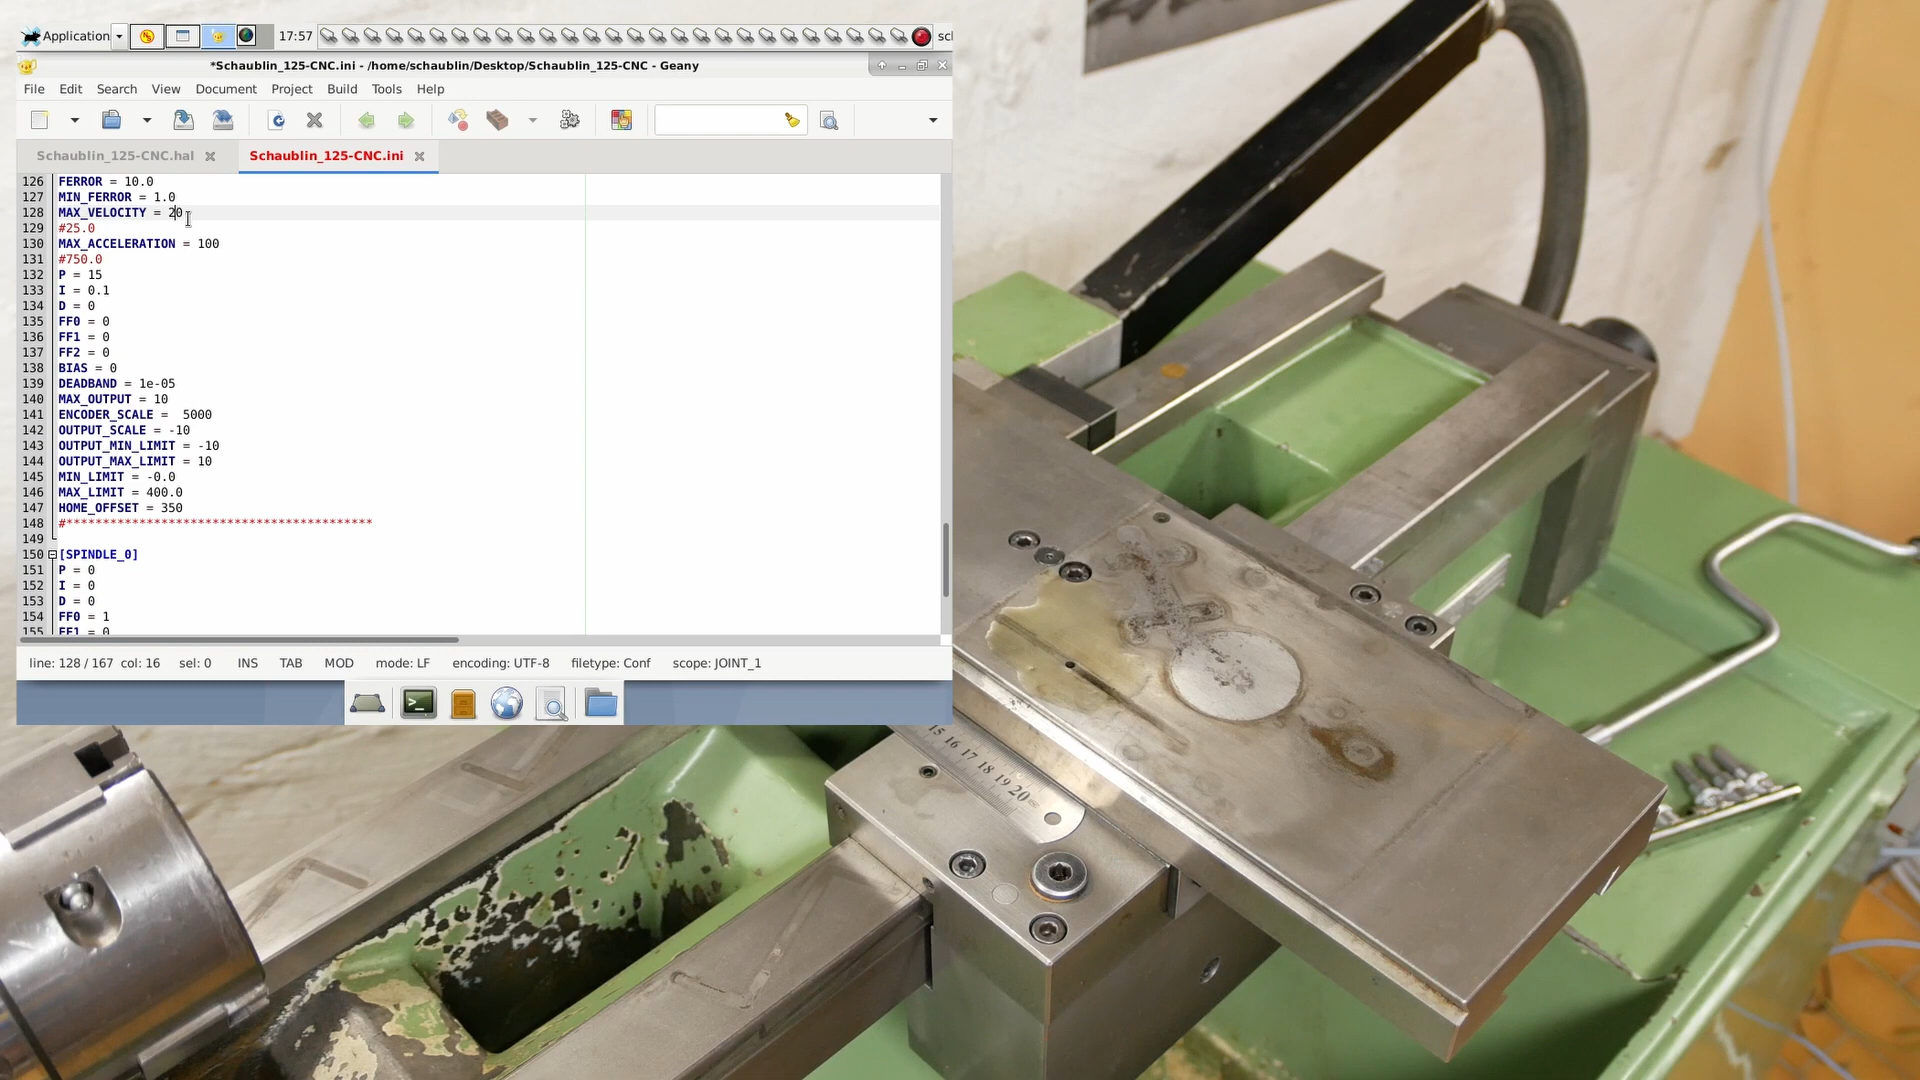 Application
17:57
*Schaublin_125-CNC.ini - /home/schaublin/Desktop/Schaublin_125-CNC - Geany
File Edit Search View Document Project Build Tools Help
Schaublin_125-CNC.hal
Schaublin_125-CNC.ini
126 FERROR = 10.0
127 MIN_FERROR = 1.0
128 MAX_VELOCITY = 20
129 #25.0
130 MAX_ACCELERATION = 100
131 #750.0
132 P = 15
133 I = 0.1
134 D = 0
135 FF0 = 0
136 FF1 = 0
137 FF2 = 0
138 BIAS = 0
139 DEADBAND = 1e-05
140 MAX_OUTPUT = 10
141 ENCODER_SCALE =  5000
142 OUTPUT_SCALE = -10
143 OUTPUT_MIN_LIMIT = -10
144 OUTPUT_MAX_LIMIT = 10
145 MIN_LIMIT = -0.0
146 MAX_LIMIT = 400.0
147 HOME_OFFSET = 350
148 #******************************************
149
150 [SPINDLE_0]
151 P = 0
152 I = 0
153 D = 0
154 FF0 = 1
155 FF1 = 0
line: 128 / 167 col: 16 sel: 0 INS TAB MOD mode: LF encoding: UTF-8 filetype: Conf scope: JOINT_1
15 16 17 18 19 20